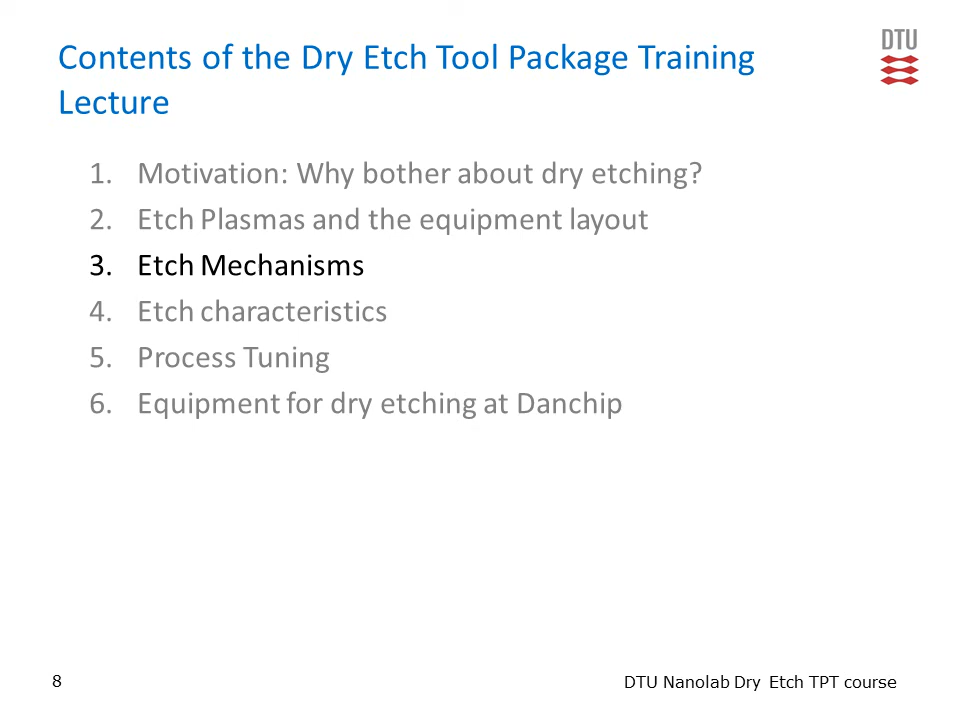 Contents of the Dry Etch Tool Package Training
Lecture
DTU
1. Motivation: Why bother about dry etching?
2. Etch Plasmas and the equipment layout
3. Etch Mechanisms
4. Etch characteristics
5. Process Tuning
6. Equipment for dry etching at Danchip
8
DTU Nanolab Dry Etch TPT course